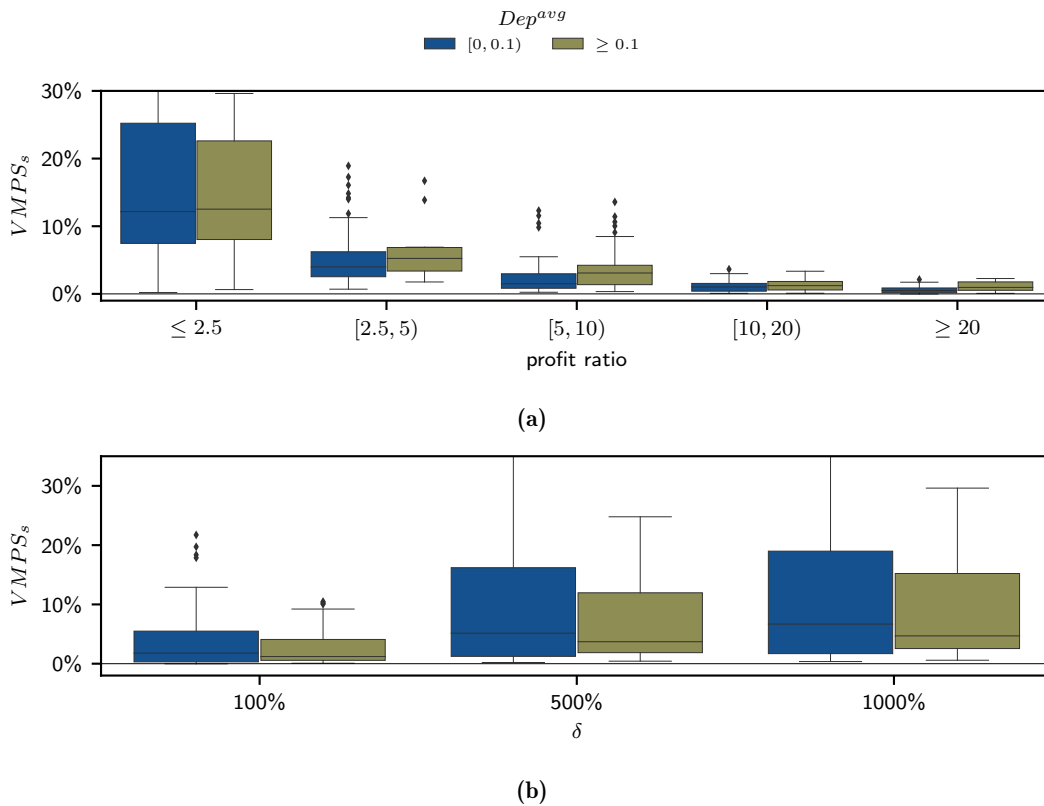 Dep^{avg}
[0, 0.1) ≥ 0.1
30%
20%
10%
0%
VMPS_s
≤ 2.5 [2.5, 5) [5, 10) [10, 20) ≥ 20
profit ratio
(a)
30%
20%
10%
0%
VMPS_s
100% 500% 1000%
δ
(b)